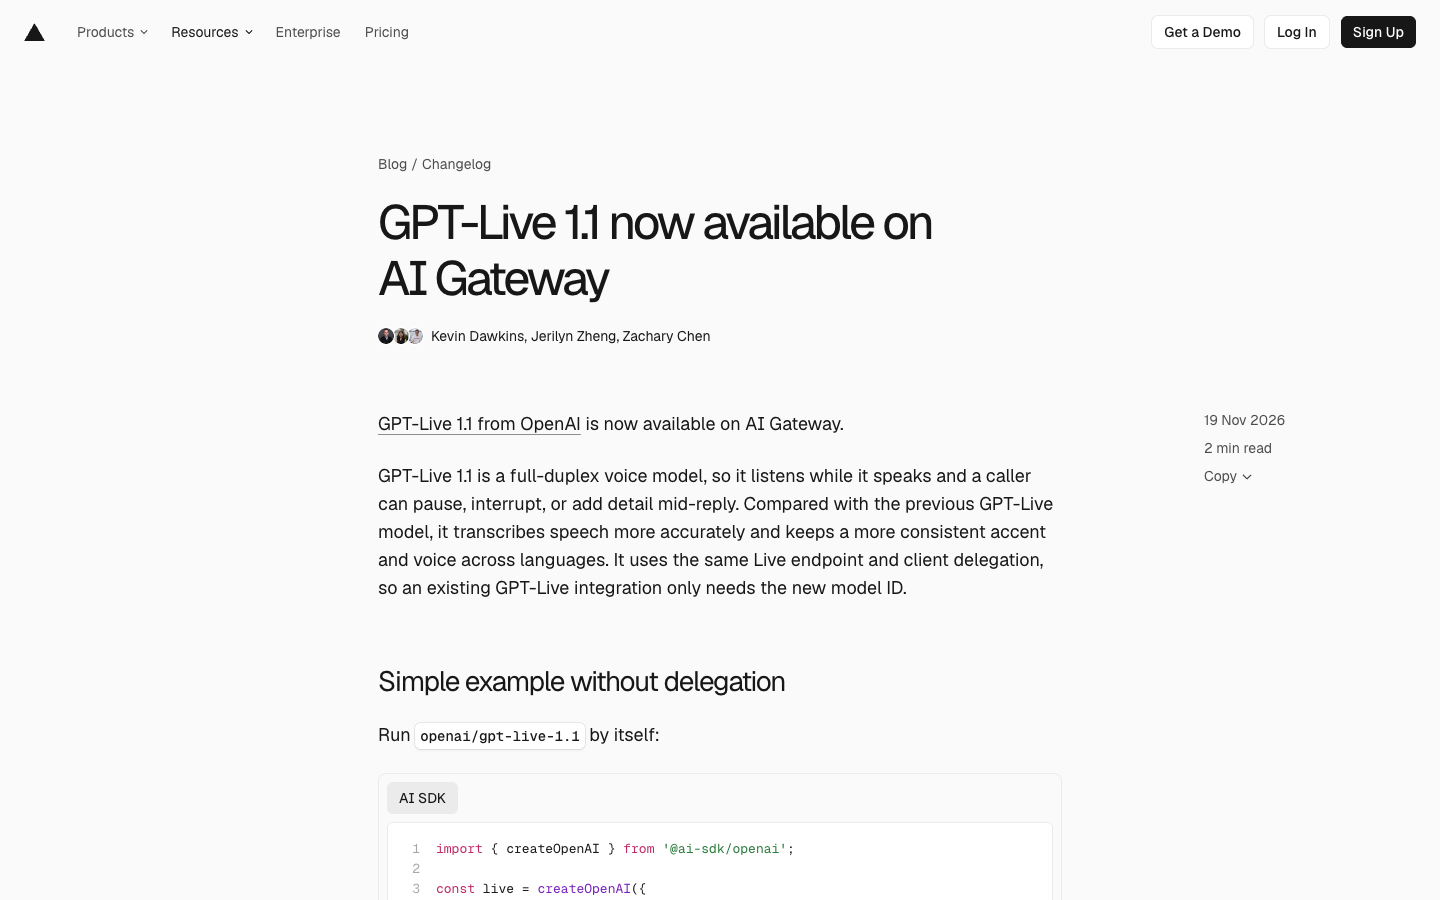 Products
Resources
Enterprise
Pricing
Get a Demo
Log In
Sign Up
Blog / Changelog
GPT-Live 1.1 now available on
AI Gateway
Kevin Dawkins, Jerilyn Zheng, Zachary Chen
GPT-Live 1.1 from OpenAI is now available on AI Gateway.
19 Nov 2026
2 min read
Copy
GPT-Live 1.1 is a full-duplex voice model, so it listens while it speaks and a caller
can pause, interrupt, or add detail mid-reply. Compared with the previous GPT-Live
model, it transcribes speech more accurately and keeps a more consistent accent
and voice across languages. It uses the same Live endpoint and client delegation,
so an existing GPT-Live integration only needs the new model ID.
Simple example without delegation
Run openai/gpt-live-1.1 by itself:
AI SDK
1 import { createOpenAI } from '@ai-sdk/openai';
2
3 const live = createOpenAI({